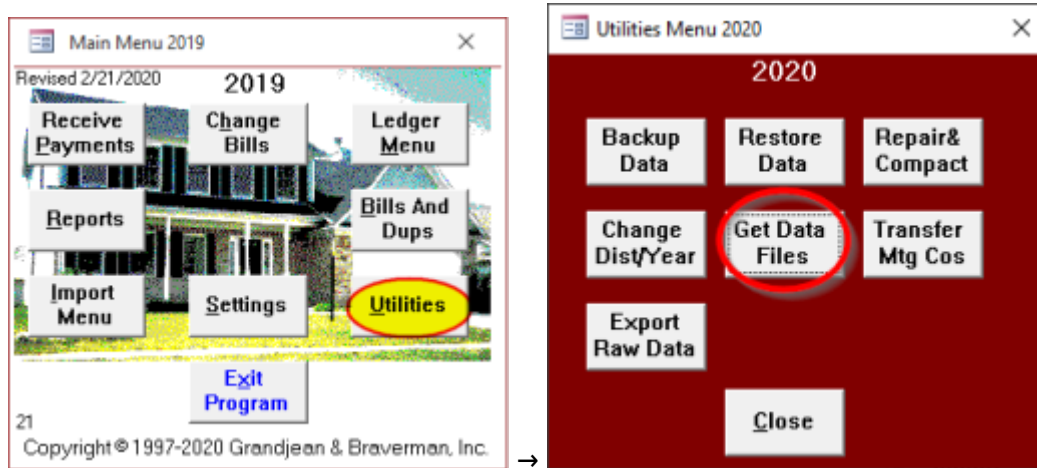 Main Menu 2019
Revised 2/21/2020
2019
Receive
Payments
Change
Bills
Ledger
Menu
Reports
Bills And
Dups
Import
Menu
Settings
Utilities
Exit
Program
21
Copyright © 1997-2020 Grandjean & Braverman, Inc.
→
Utilities Menu 2020
2020
Backup
Data
Restore
Data
Repair&
Compact
Change
Dist/Year
Get Data
Files
Transfer
Mtg Cos
Export
Raw Data
Close